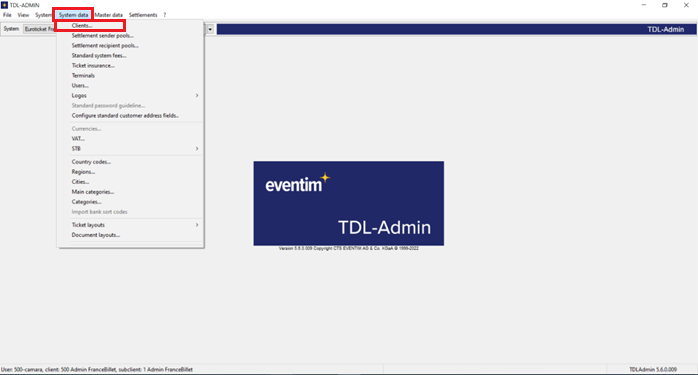 TDL-ADMIN
File View System System data Master data Settlements ?
System Euroticket Fra
TDL-Admin
Clients...
Settlement sender pools...
Settlement recipient pools...
Standard system fees...
Ticket insurance...
Terminals
Users...
Logos
Standard password guideline...
Configure standard customer address fields..
Currencies...
VAT...
STB
Country codes...
Regions...
Cities...
Main categories...
Categories...
Import bank sort codes
Ticket layouts
Document layouts...
eventim
TDL-Admin
Version 5.6.0.009 Copyright CTS EVENTIM AG & Co. KGaA © 1999-2022
User: 500-camara, client: 500 Admin FranceBillet, subclient: 1 Admin FranceBillet
TDLAdmin 5.6.0.009